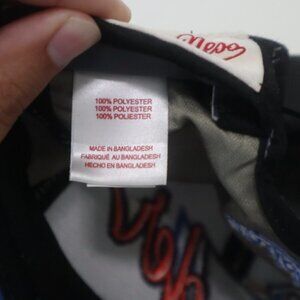 100% POLYESTER
100% POLYESTER
100% POLIESTER
MADE IN BANGLADESH
FABRIQUÉ AU BANGLADESH
HECHO EN BANGLADESH